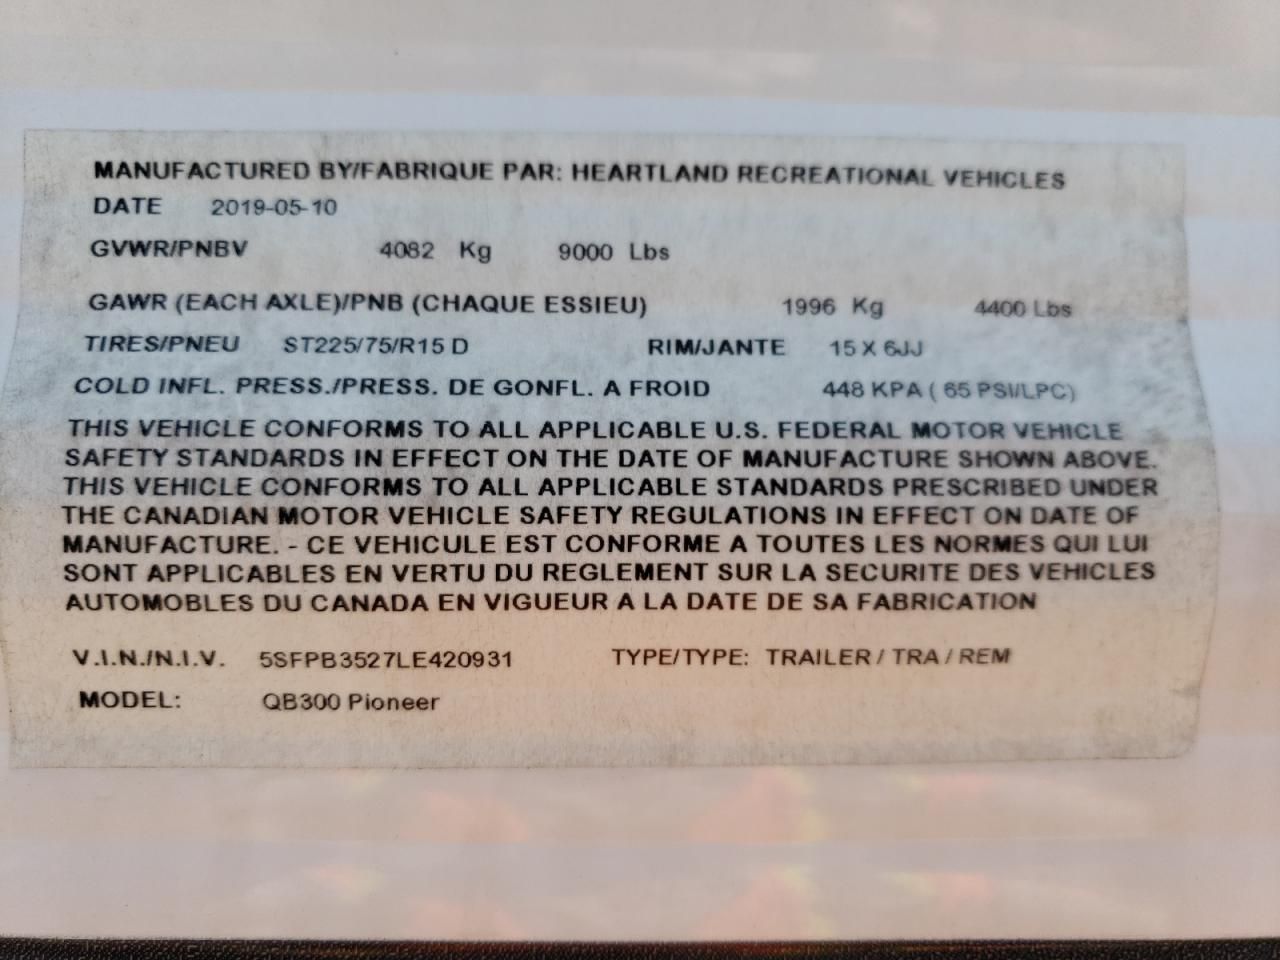 MANUFACTURED BY/FABRIQUE PAR: HEARTLAND RECREATIONAL VEHICLES
DATE 2019-05-10
GVWR/PNBV 4082 Kg 9000 Lbs
GAWR (EACH AXLE)/PNB (CHAQUE ESSIEU) 1996 Kg 4400 Lbs
TIRES/PNEU ST225/75/R15 D RIM/JANTE 15 X 6JJ
COLD INFL. PRESS./PRESS. DE GONFL. A FROID 448 KPA ( 65 PSI/LPC)
THIS VEHICLE CONFORMS TO ALL APPLICABLE U.S. FEDERAL MOTOR VEHICLE
SAFETY STANDARDS IN EFFECT ON THE DATE OF MANUFACTURE SHOWN ABOVE.
THIS VEHICLE CONFORMS TO ALL APPLICABLE STANDARDS PRESCRIBED UNDER
THE CANADIAN MOTOR VEHICLE SAFETY REGULATIONS IN EFFECT ON DATE OF
MANUFACTURE. - CE VEHICULE EST CONFORME A TOUTES LES NORMES QUI LUI
SONT APPLICABLES EN VERTU DU REGLEMENT SUR LA SECURITE DES VEHICLES
AUTOMOBLES DU CANADA EN VIGUEUR A LA DATE DE SA FABRICATION
V.I.N./N.I.V. 5SFPB3527LE420931 TYPE/TYPE: TRAILER / TRA / REM
MODEL: QB300 Pioneer